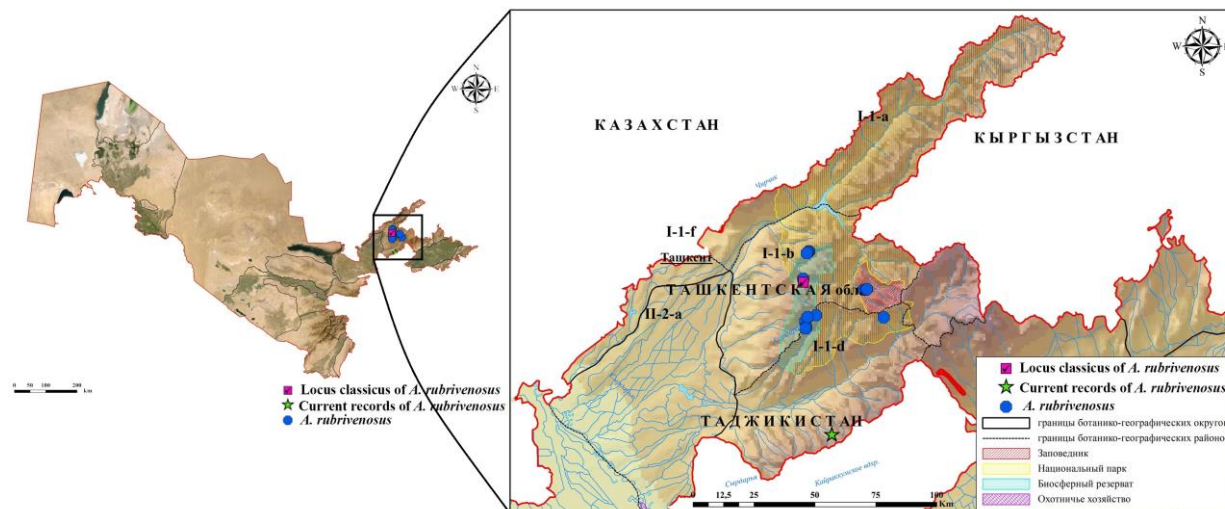 N
W E
S
0 50 100 200
km
Locus classicus of A. rubrivenosus
Current records of A. rubrivenosus
A. rubrivenosus
N
W E
S
КАЗАХСТАН
КЫРГЫЗСТАН
I-1-a
Чирчик
I-1-f
Ташкент
I-1-b
ТАШКЕНТСКАЯ обл.
II-2-a
I-1-d
ТАДЖИКИСТАН
Сырдарья
Кайраккумское вдхр.
0 12,5 25 50 75 100
Km
Locus classicus of A. rubrivenosus
Current records of A. rubrivenosus
A. rubrivenosus
границы ботанико-географических округов
границы ботанико-географических районо
Заповедник
Национальный парк
Биосферный резерват
Охотничье хозяйство